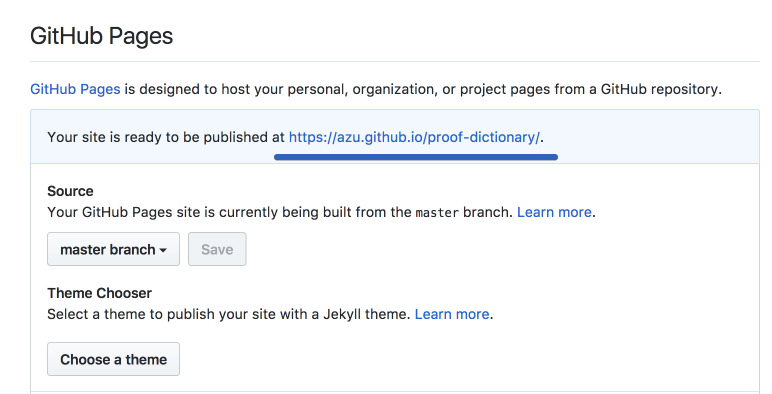 GitHub Pages
GitHub Pages is designed to host your personal, organization, or project pages from a GitHub repository.
Your site is ready to be published at https://azu.github.io/proof-dictionary/.
Source
Your GitHub Pages site is currently being built from the master branch. Learn more.
master branch Save
Theme Chooser
Select a theme to publish your site with a Jekyll theme. Learn more.
Choose a theme